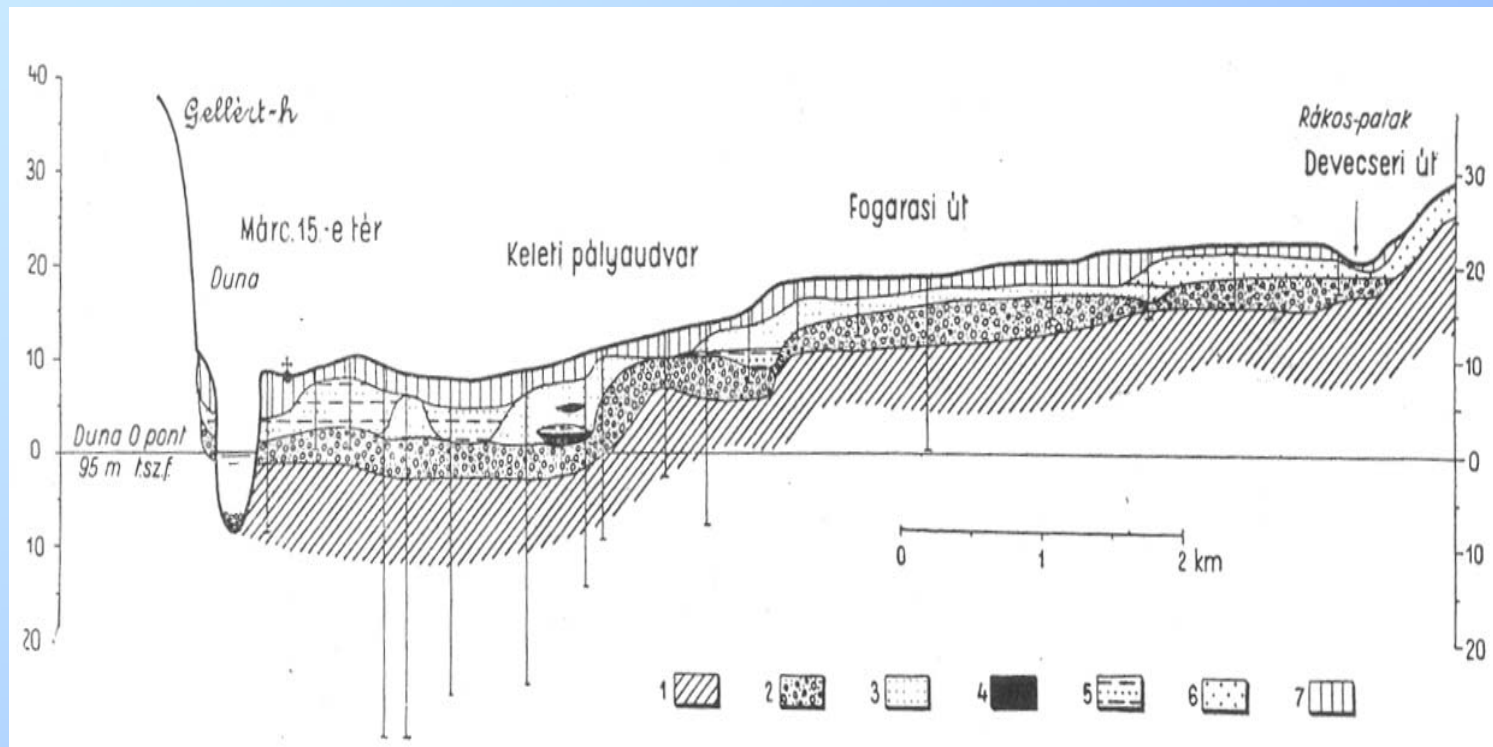 40
30
20
10
0
10
20
Gellért-h
Márc.15.-e tér
Duna
Duna 0 pont
95 m t.sz.f.
Keleti pályaudvar
Fogarasi út
Rákos-patak
Devecseri út
30
20
10
0
10
20
0 1 2 km
1 2 3 4 5 6 7